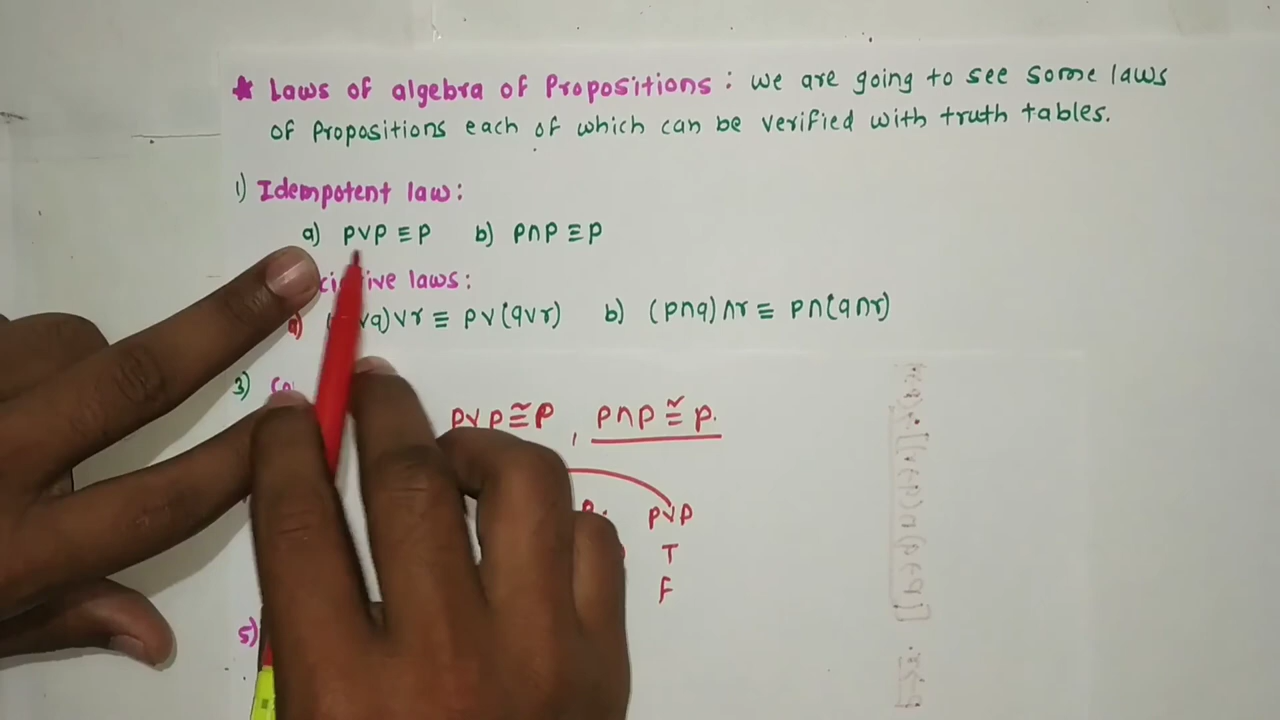 * Laws of algebra of Propositions : we are going to see some laws
of Propositions each of which can be verified with truth tables.
1) Idempotent law :
a) p∨p ≡ p b) p∩p ≡ p
laws :
a) q)∨r ≡ p∨(q∨r) b) (p∩q)∩r ≡ p∩(q∩r)
3)
p∨p ≅ p , p∩p ≅ p.
p∨p
T
F
5)